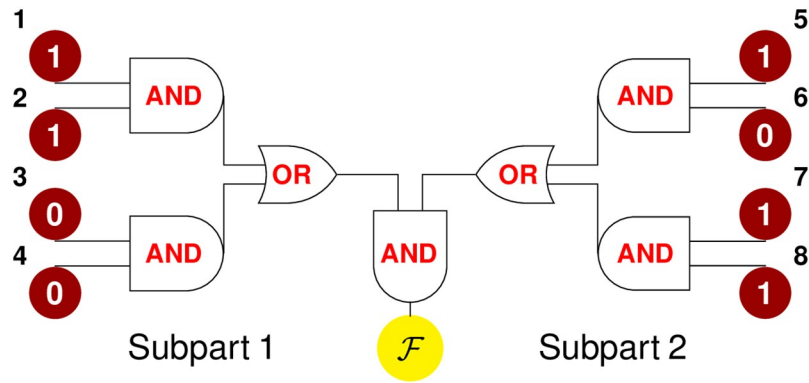 1 5
1 1
AND AND
2 6
1 0
OR OR
3 7
0 1
AND AND AND
4 8
0 1
Subpart 1 ℱ Subpart 2